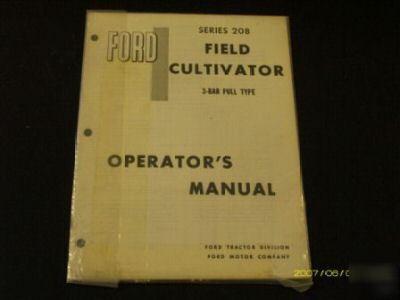 FORD
SERIES 208
FIELD
CULTIVATOR
3-BAR PULL TYPE
OPERATOR'S
MANUAL
FORD TRACTOR DIVISION
FORD MOTOR COMPANY